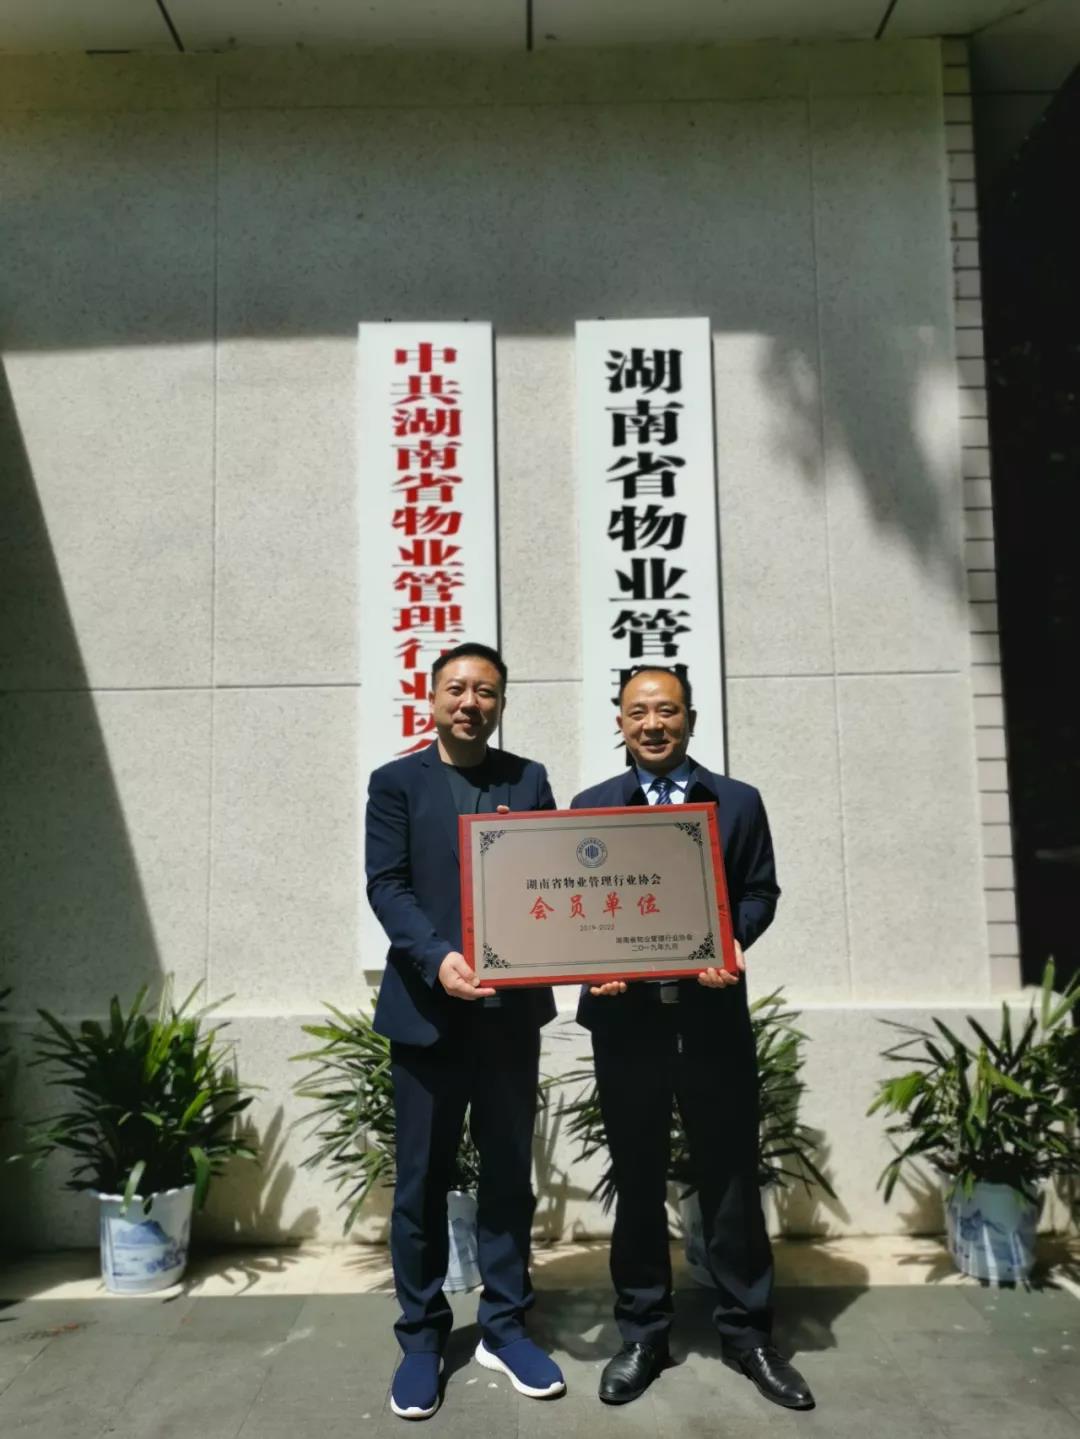 中共湖南省物业管理行业协会
湖南省物业管理
湖南省物业管理行业协会
会员单位
2019-2022
湖南省物业管理行业协会
二〇一九年九月